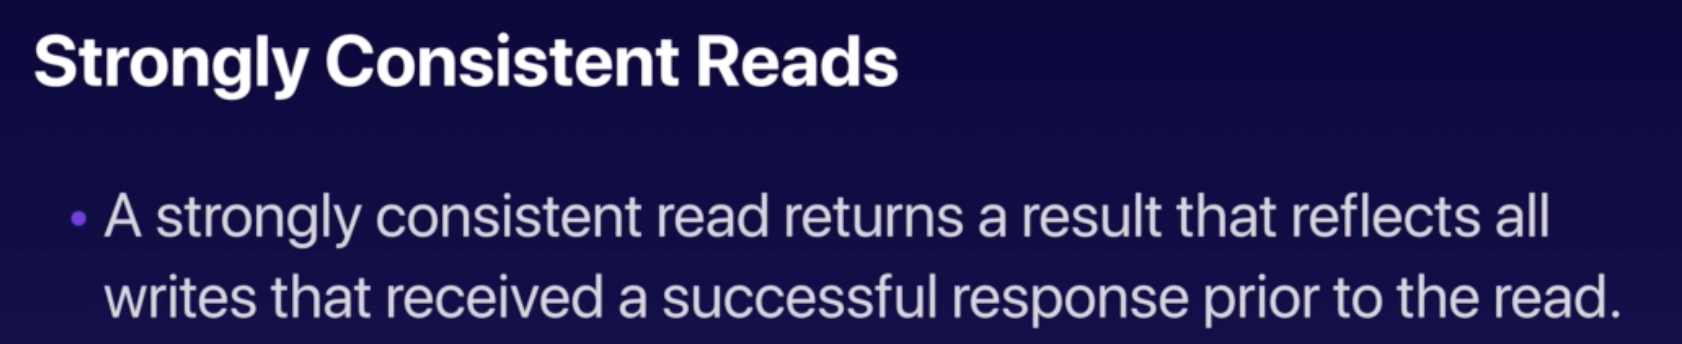 Strongly Consistent Reads
• A strongly consistent read returns a result that reflects all
writes that received a successful response prior to the read.